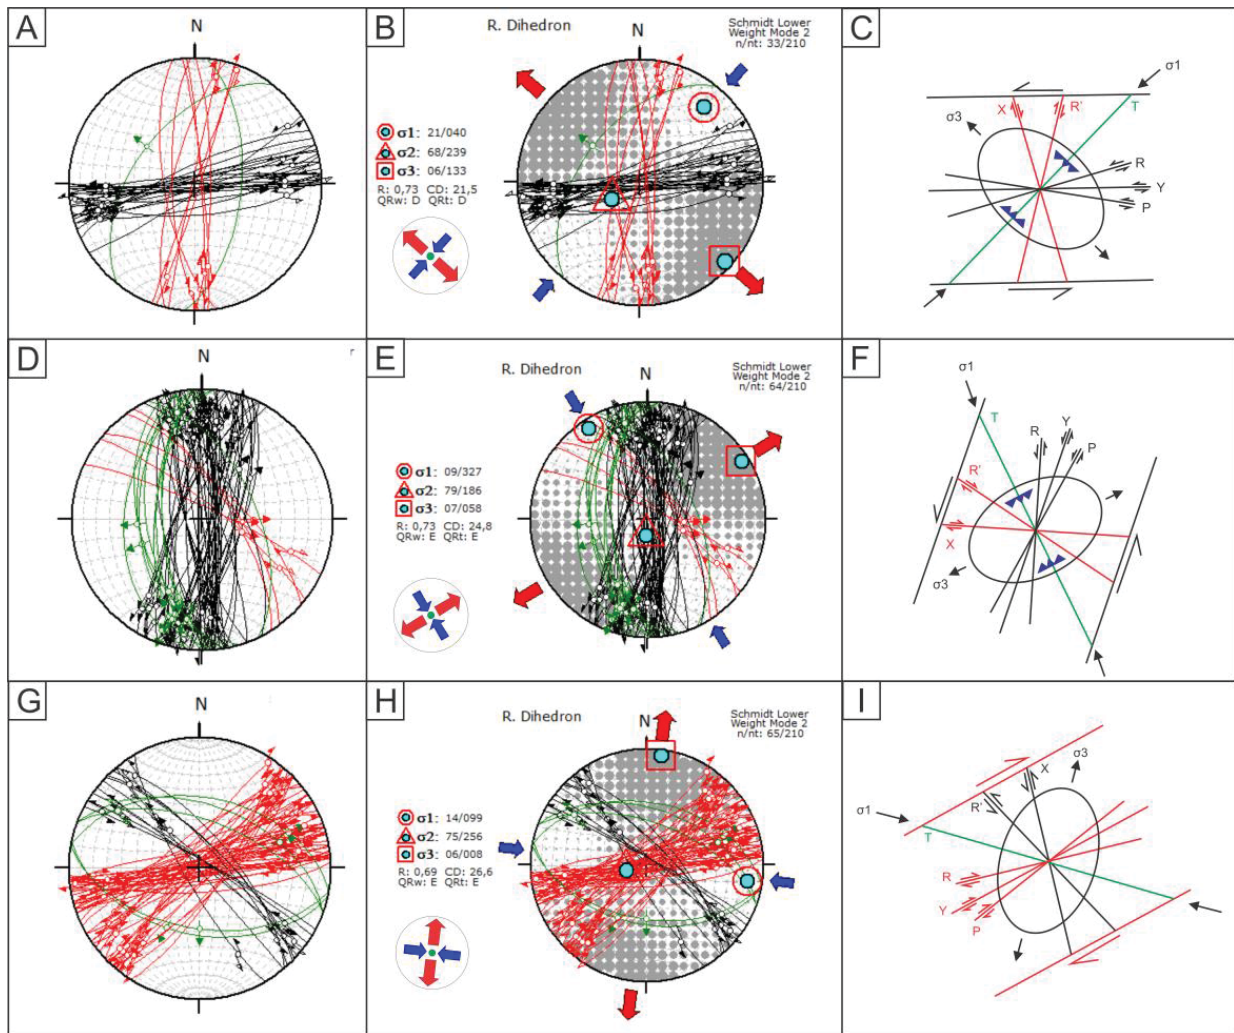 A
N
B
R. Dihedron
Schmidt Lower
Weight Mode 2
n/nt: 33/210
N
σ1: 21/040
σ2: 68/239
σ3: 06/133
R: 0,73 CD: 21,5
QRw: D QRt: D
C
σ1
X
R'
T
σ3
R
Y
P
D
N
E
R. Dihedron
Schmidt Lower
Weight Mode 2
n/nt: 64/210
N
σ1: 09/327
σ2: 79/186
σ3: 07/058
R: 0,73 CD: 24,8
QRw: E QRt: E
F
σ1
T
R
Y
P
R'
X
σ3
G
N
H
R. Dihedron
Schmidt Lower
Weight Mode 2
n/nt: 65/210
N
σ1: 14/099
σ2: 75/256
σ3: 06/008
R: 0,69 CD: 26,6
QRw: E QRt: E
I
σ3
X
R'
σ1
T
R
Y
P